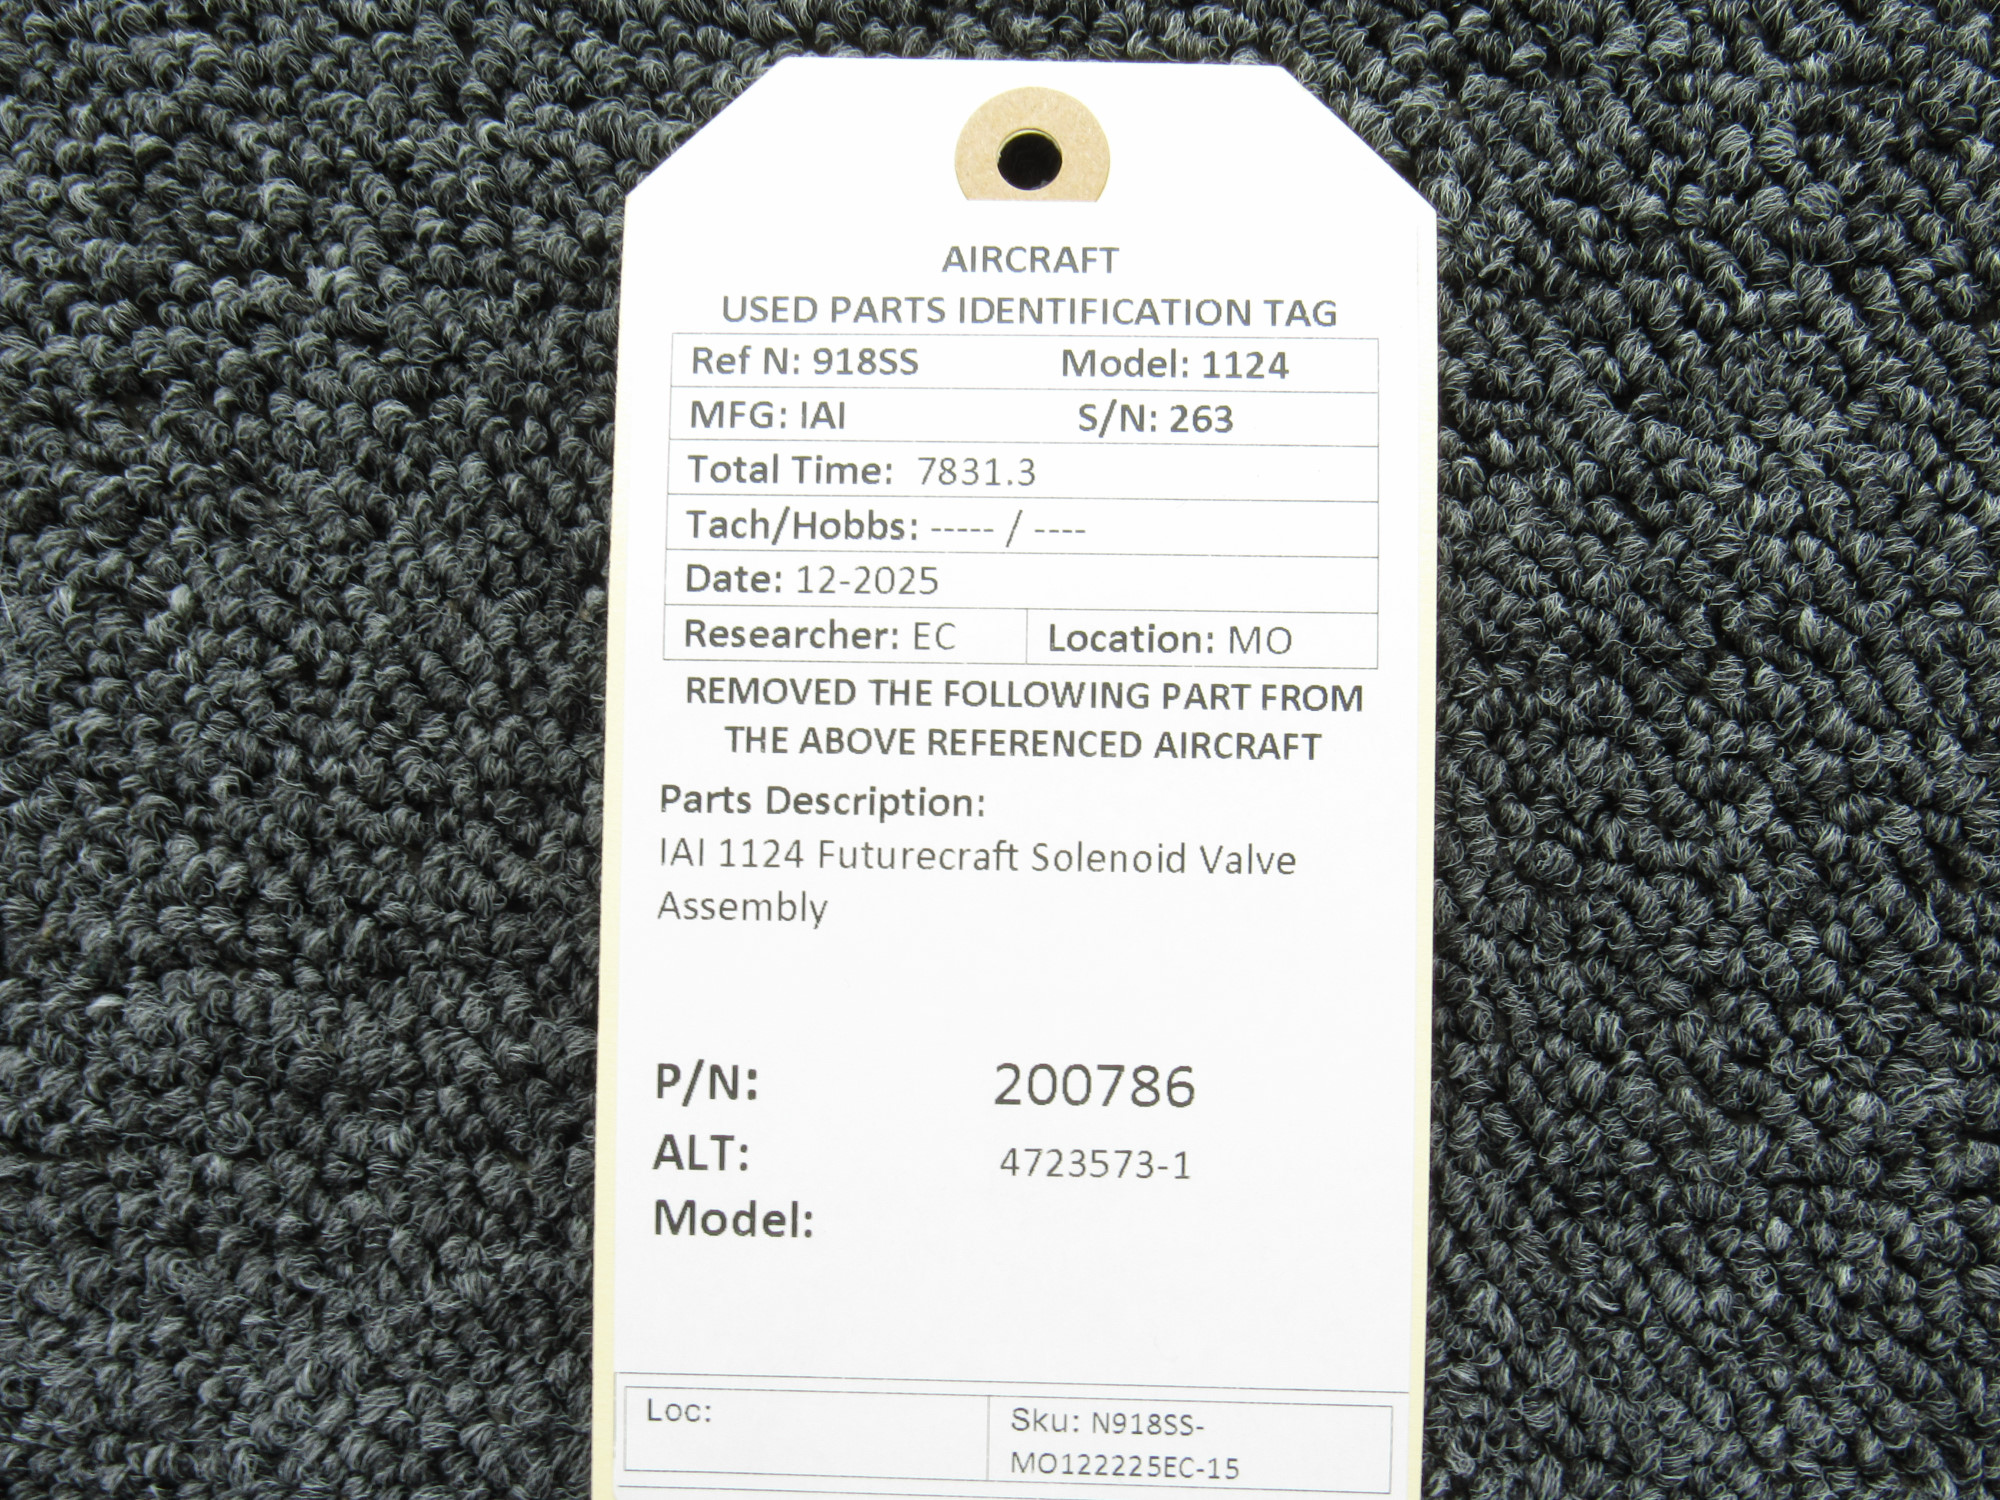 AIRCRAFT
USED PARTS IDENTIFICATION TAG
Ref N: 918SS Model: 1124
MFG: IAI S/N: 263
Total Time: 7831.3
Tach/Hobbs: ----- / ----
Date: 12-2025
Researcher: EC Location: MO
REMOVED THE FOLLOWING PART FROM
THE ABOVE REFERENCED AIRCRAFT
Parts Description:
IAI 1124 Futurecraft Solenoid Valve
Assembly
P/N: 200786
ALT: 4723573-1
Model:
Loc: Sku: N918SS-
MO122225EC-15